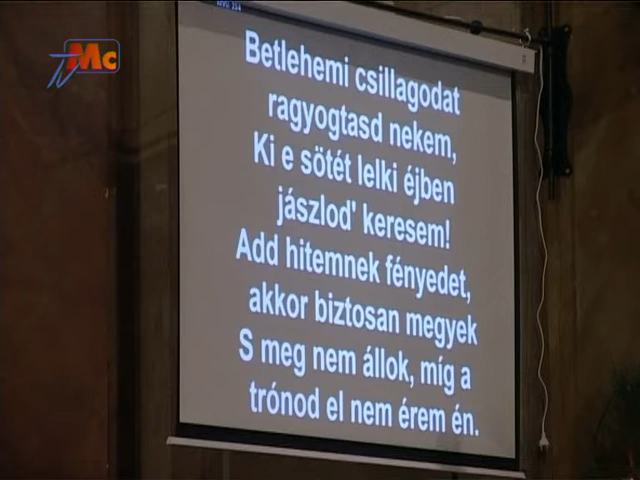 TV Mc
Betlehemi csillagodat
ragyogtasd nekem,
Ki e sötét lelki éjben
jászlod' keresem!
Add hitemnek fényedet,
akkor biztosan megyek
S meg nem állok, míg a
trónod el nem érem én.